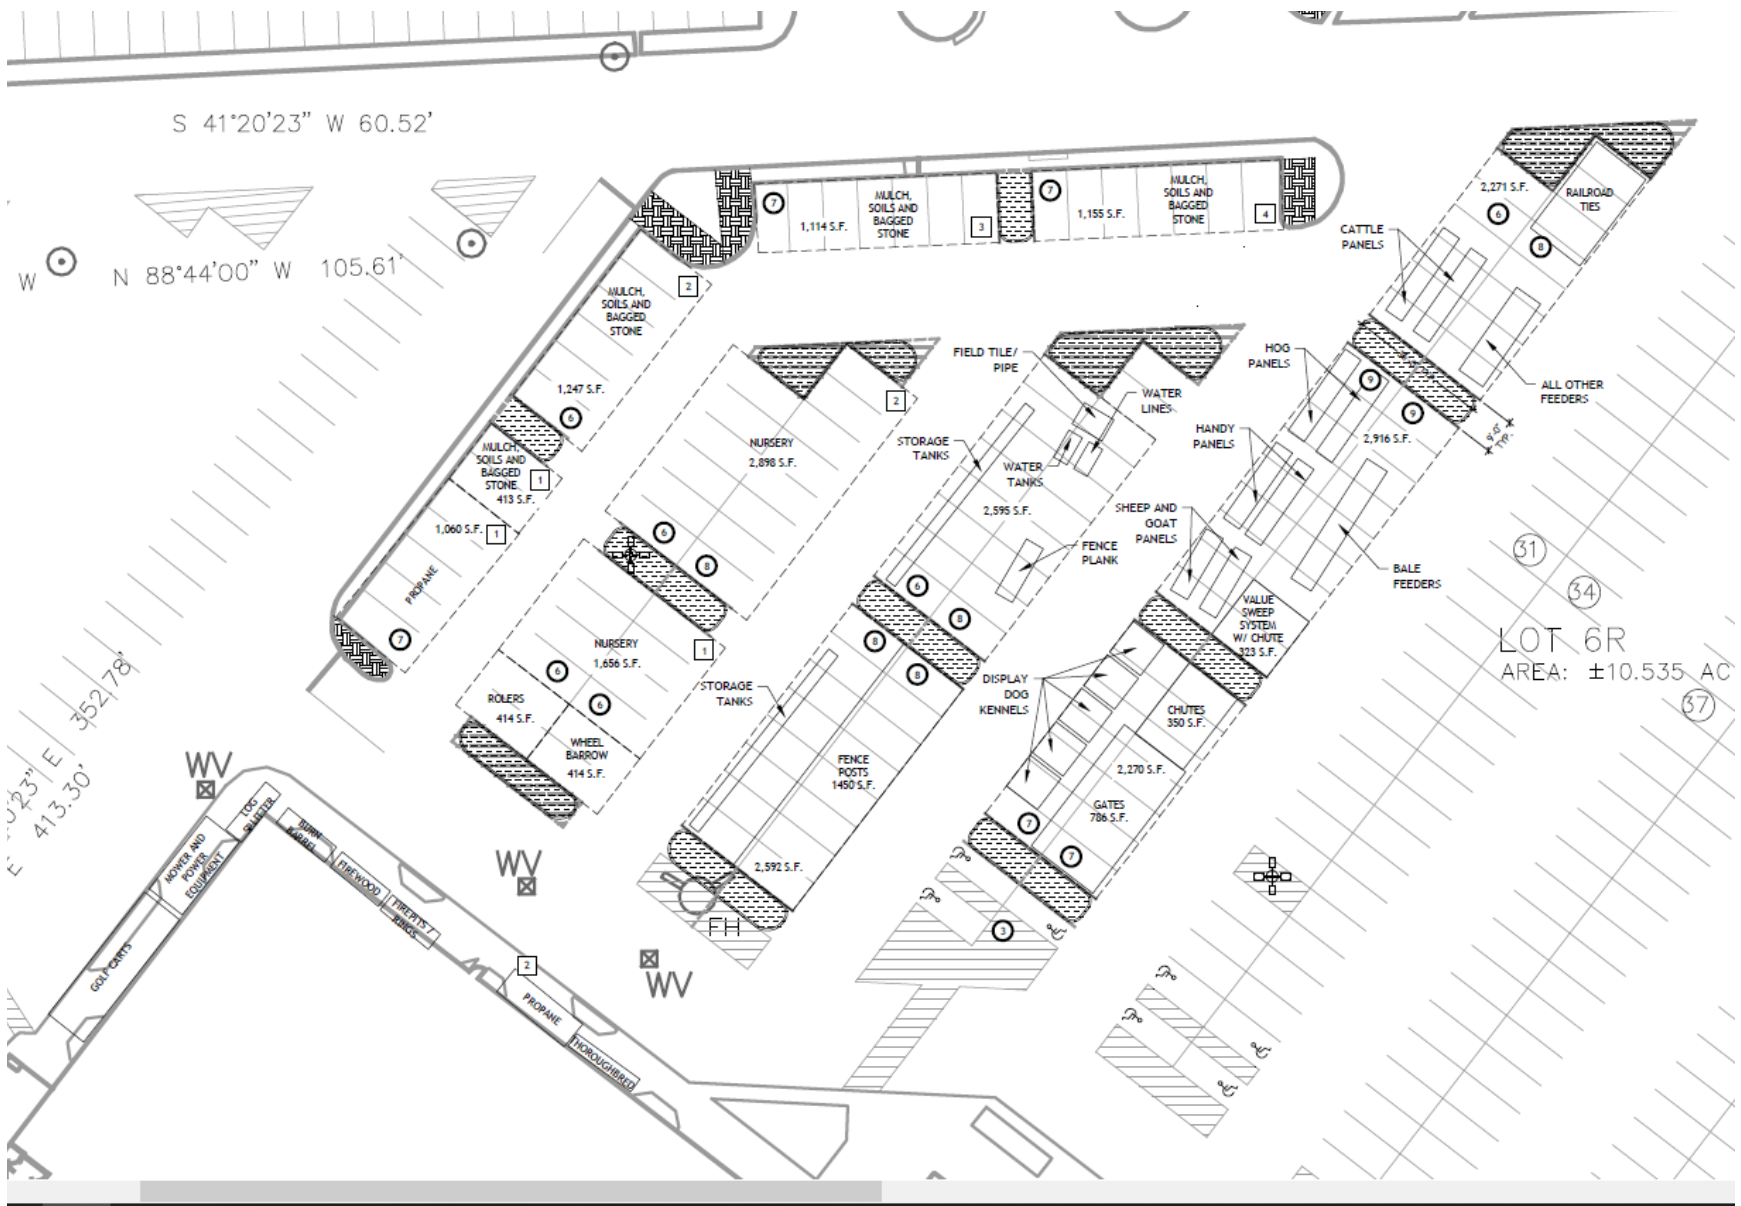 S 41°20'23" W 60.52'
W
N 88°44'00" W 105.61'
7
1,114 S.F.
MULCH,
SOILS AND
BAGGED
STONE
3
7
1,155 S.F.
MULCH,
SOILS AND
BAGGED
STONE
4
2,271 S.F.
6
8
RAILROAD
TIES
CATTLE
PANELS
ALL OTHER
FEEDERS
2
MULCH,
SOILS AND
BAGGED
STONE
1,247 S.F.
6
MULCH,
SOILS AND
BAGGED
STONE
413 S.F.
1
1,060 S.F.
1
PROPANE
7
2
NURSERY
2,898 S.F.
6
8
NURSERY
1,656 S.F.
1
6
6
ROLERS
414 S.F.
WHEEL
BARROW
414 S.F.
FIELD TILE/
PIPE
WATER
LINES
STORAGE
TANKS
WATER
TANKS
2,595 S.F.
FENCE
PLANK
6
8
8
8
STORAGE
TANKS
FENCE
POSTS
1450 S.F.
2,592 S.F.
FH
HOG
PANELS
9
9
2,916 S.F.
9'-0"
TYP.
HANDY
PANELS
SHEEP AND
GOAT
PANELS
BALE
FEEDERS
VALUE
SWEEP
SYSTEM
W/ CHUTE
323 S.F.
DISPLAY
DOG
KENNELS
CHUTES
350 S.F.
2,270 S.F.
GATES
786 S.F.
7
7
3
31
34
LOT 6R
AREA: ±10.535 AC
37
352.78'
E
413.30'
E
WV
WV
WV
LOG
SPLITTER
BURN
BARREL
MOWER AND
POWER
EQUIPMENT
FIREWOOD
FIREPITS /
RINGS
GOLF CARTS
2
PROPANE
THOROUGHBRED